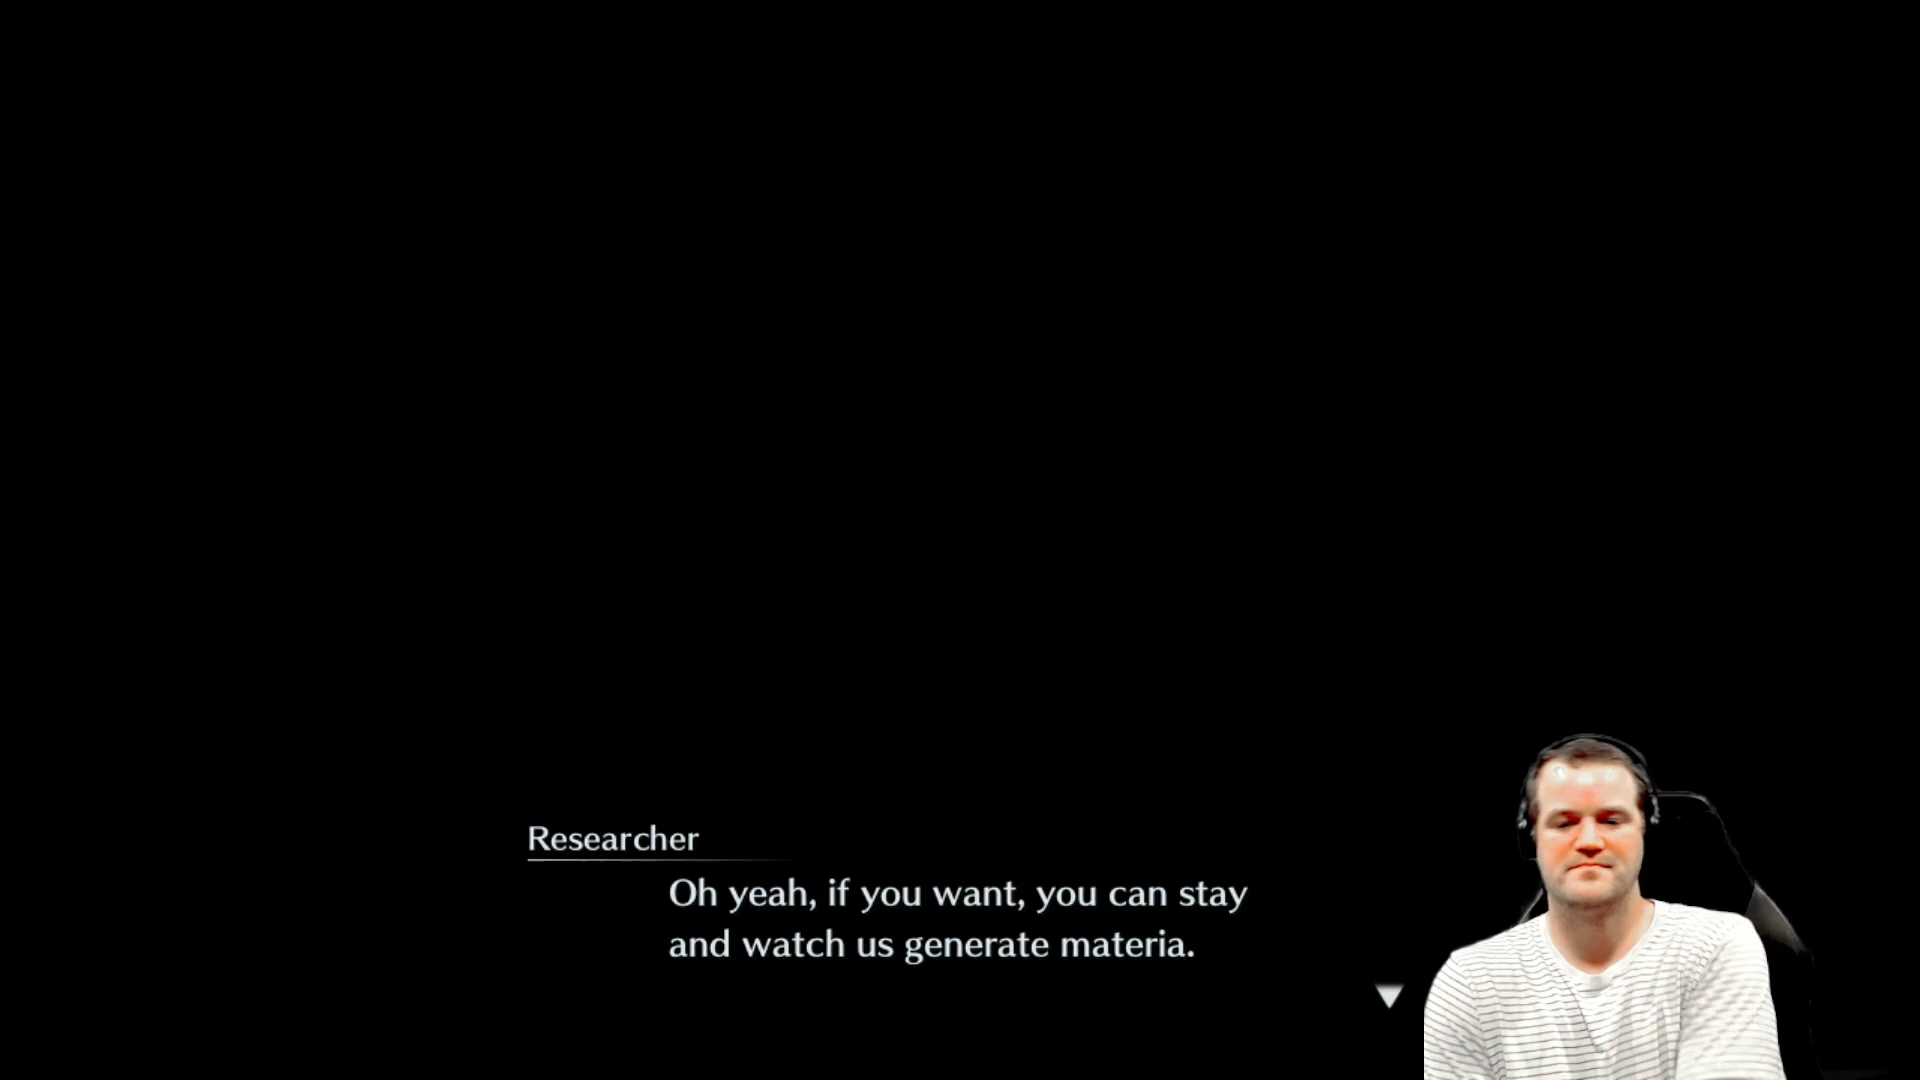 Researcher
Oh yeah, if you want, you can stay
and watch us generate materia.